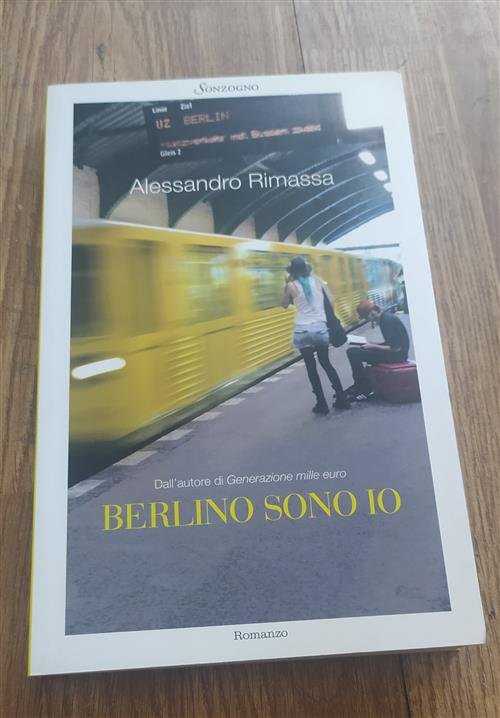 SONZOGNO
Linie Ziel
U2 BERLIN
Gleis 2
Alessandro Rimassa
Dall'autore di Generazione mille euro
BERLINO SONO IO
Romanzo